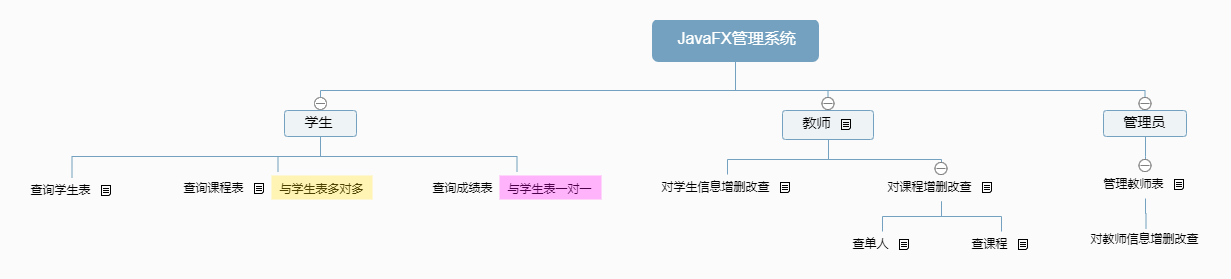 JavaFX管理系统
学生
教师
管理员
查询学生表
查询课程表
与学生表多对多
查询成绩表
与学生表一对一
对学生信息增删改查
对课程增删改查
管理教师表
查单人
查课程
对教师信息增删改查